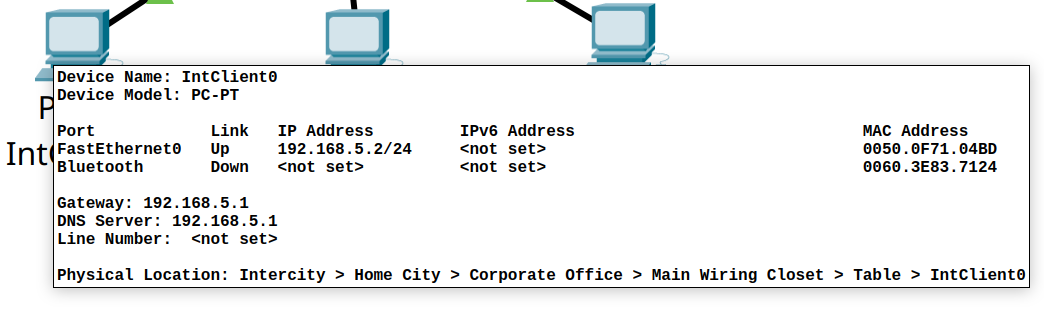 Device Name: IntClient0
Device Model: PC-PT
Port Link IP Address IPv6 Address MAC Address
FastEthernet0 Up 192.168.5.2/24 <not set> 0050.0F71.04BD
Bluetooth Down <not set> <not set> 0060.3E83.7124
Gateway: 192.168.5.1
DNS Server: 192.168.5.1
Line Number: <not set>
Physical Location: Intercity > Home City > Corporate Office > Main Wiring Closet > Table > IntClient0